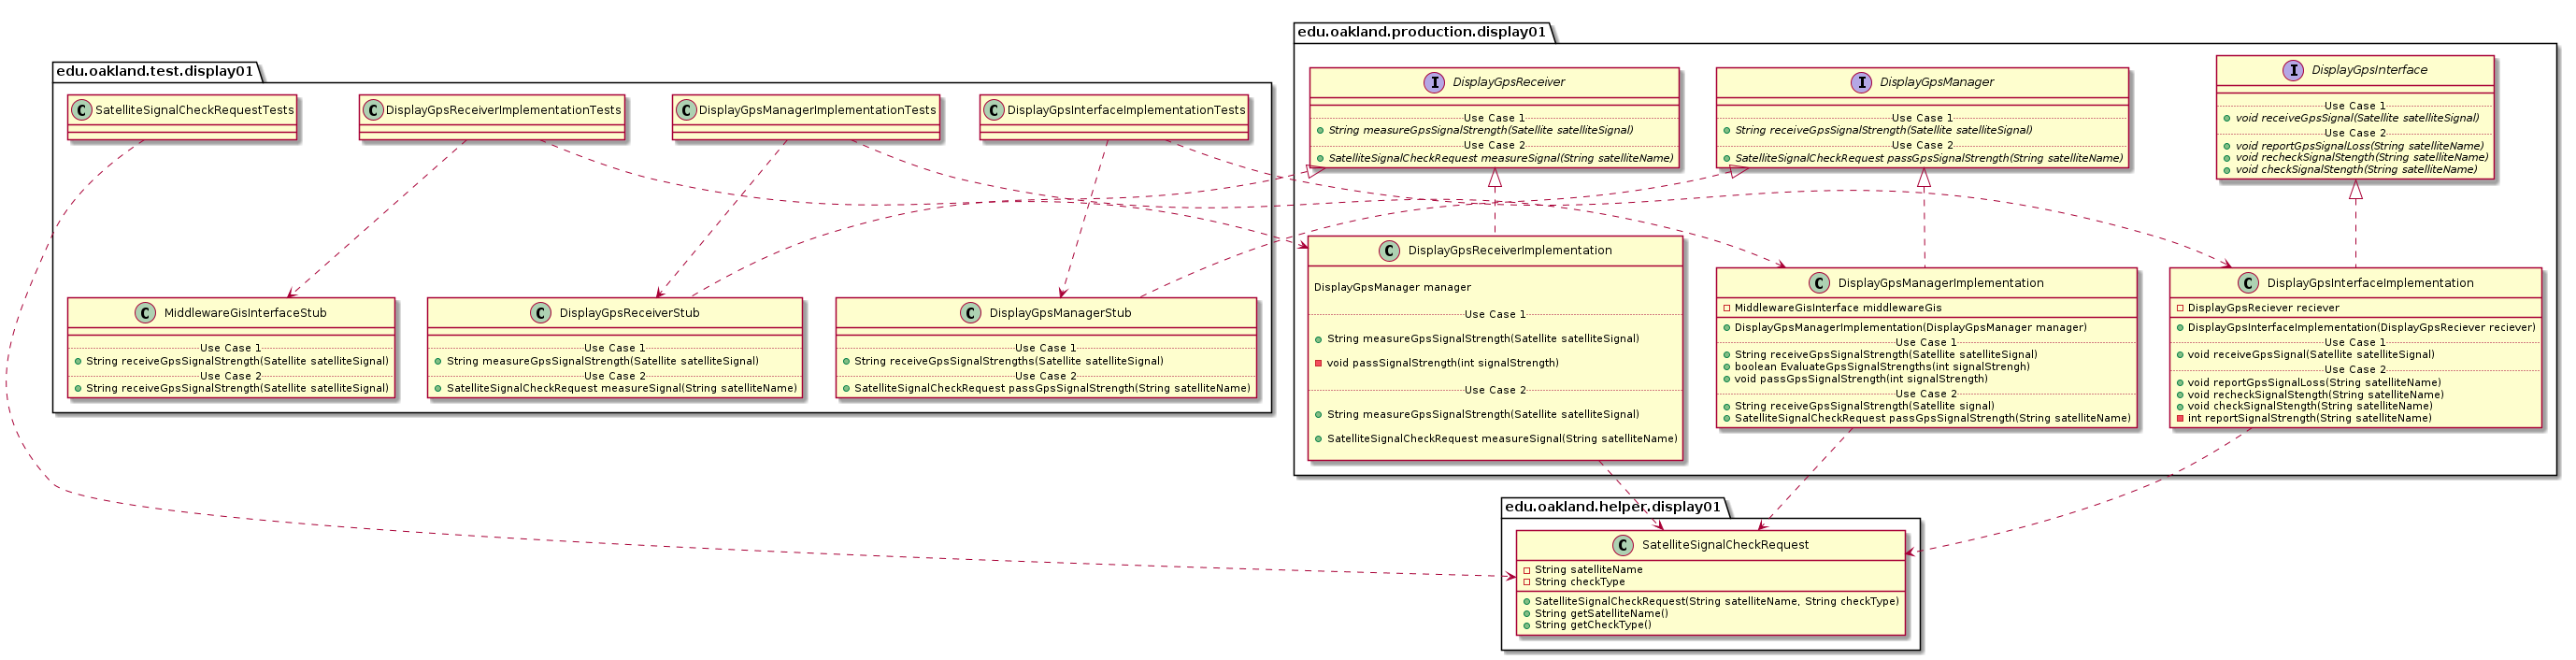 edu.oakland.test.display01
SatelliteSignalCheckRequestTests
DisplayGpsReceiverImplementationTests
DisplayGpsManagerImplementationTests
DisplayGpsInterfaceImplementationTests
MiddlewareGisInterfaceStub
Use Case 1
String receiveGpsSignalStrength(Satellite satelliteSignal)
Use Case 2
String receiveGpsSignalStrength(Satellite satelliteSignal)
DisplayGpsReceiverStub
Use Case 1
String measureGpsSignalStrength(Satellite satelliteSignal)
Use Case 2
SatelliteSignalCheckRequest measureSignal(String satelliteName)
DisplayGpsManagerStub
Use Case 1
String receiveGpsSignalStrengths(Satellite satelliteSignal)
Use Case 2
SatelliteSignalCheckRequest passGpsSignalStrength(String satelliteName)
edu.oakland.production.display01
DisplayGpsReceiver
Use Case 1
String measureGpsSignalStrength(Satellite satelliteSignal)
Use Case 2
SatelliteSignalCheckRequest measureSignal(String satelliteName)
DisplayGpsManager
Use Case 1
String receiveGpsSignalStrength(Satellite satelliteSignal)
Use Case 2
SatelliteSignalCheckRequest passGpsSignalStrength(String satelliteName)
DisplayGpsInterface
Use Case 1
void receiveGpsSignal(Satellite satelliteSignal)
Use Case 2
void reportGpsSignalLoss(String satelliteName)
void recheckSignalStength(String satelliteName)
void checkSignalStength(String satelliteName)
DisplayGpsReceiverImplementation
DisplayGpsManager manager
Use Case 1
String measureGpsSignalStrength(Satellite satelliteSignal)
void passSignalStrength(int signalStrength)
Use Case 2
String measureGpsSignalStrength(Satellite satelliteSignal)
SatelliteSignalCheckRequest measureSignal(String satelliteName)
DisplayGpsManagerImplementation
MiddlewareGisInterface middlewareGis
DisplayGpsManagerImplementation(DisplayGpsManager manager)
Use Case 1
String receiveGpsSignalStrength(Satellite satelliteSignal)
boolean EvaluateGpsSignalStrengths(int signalStrengh)
void passGpsSignalStrength(int signalStrength)
Use Case 2
String receiveGpsSignalStrength(Satellite signal)
SatelliteSignalCheckRequest passGpsSignalStrength(String satelliteName)
DisplayGpsInterfaceImplementation
DisplayGpsReciever reciever
DisplayGpsInterfaceImplementation(DisplayGpsReciever reciever)
Use Case 1
void receiveGpsSignal(Satellite satelliteSignal)
Use Case 2
void reportGpsSignalLoss(String satelliteName)
void recheckSignalStength(String satelliteName)
void checkSignalStength(String satelliteName)
int reportSignalStrength(String satelliteName)
edu.oakland.helper.display01
SatelliteSignalCheckRequest
String satelliteName
String checkType
SatelliteSignalCheckRequest(String satelliteName, String checkType)
String getSatelliteName()
String getCheckType()